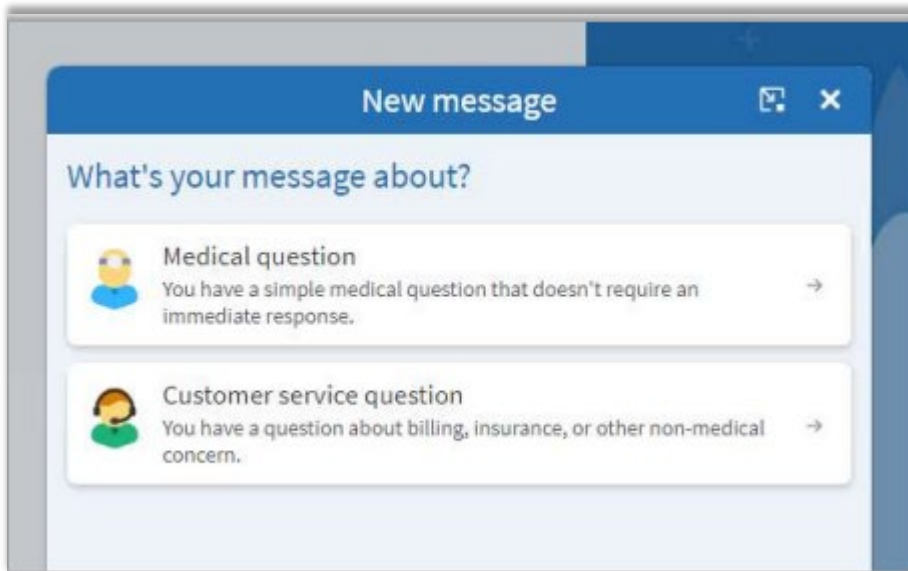 New message
What's your message about?
Medical question
You have a simple medical question that doesn't require an
immediate response.
Customer service question
You have a question about billing, insurance, or other non-medical
concern.